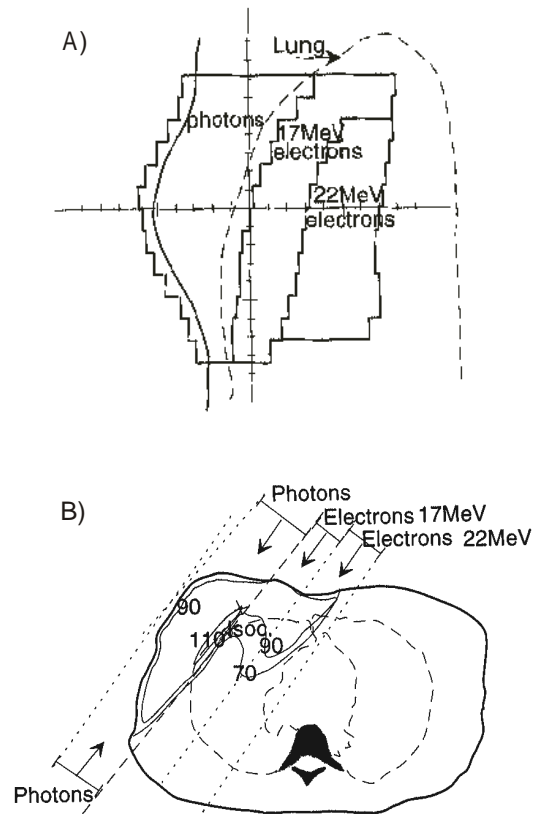 A)
Lung
photons
17MeV
electrons
22MeV
electrons
B)
Photons
Electrons 17MeV
Electrons 22MeV
90
110
Isoc.
90
70
Photons